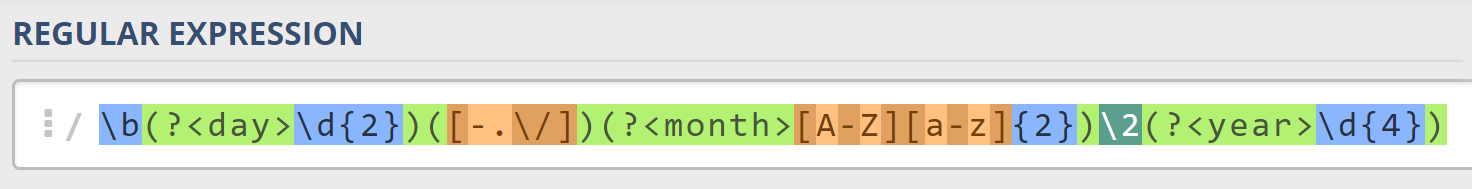 REGULAR EXPRESSION
/ \b(?<day>\d{2})([-.\/])(?<month>[A-Z][a-z]{2})\2(?<year>\d{4})